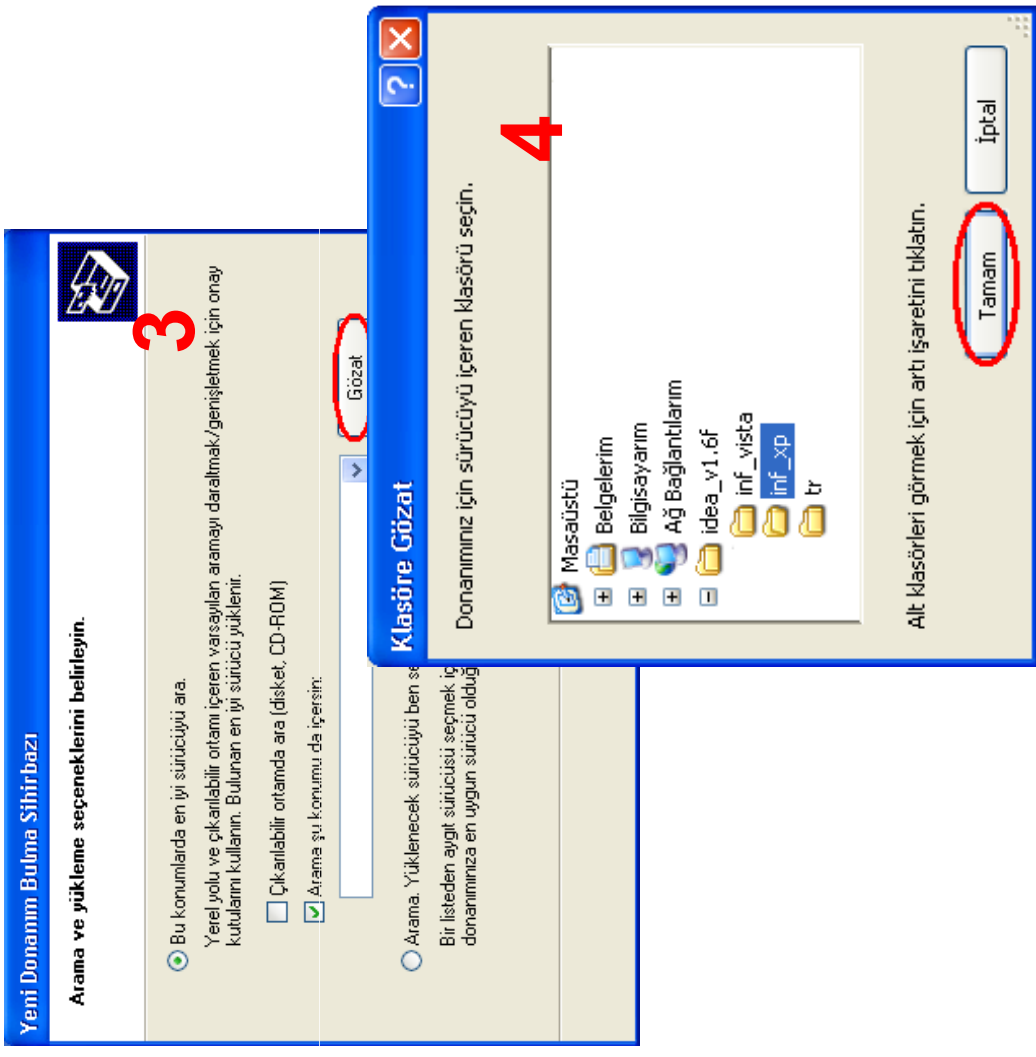 Yeni Donanım Bulma Sihirbazı
Arama ve yükleme seçeneklerini belirleyin.
3
Bu konumlarda en iyi sürücüyü ara.
Yerel yolu ve çıkarılabilir ortamı içeren varsayılan aramayı daraltmak/genişletmek için onay
kutularını kullanın. Bulunan en iyi sürücü yüklenir.
Çıkarılabilir ortamda ara (disket, CD-ROM)
Arama şu konumu da içersin:
Gözat
Arama. Yüklenecek sürücüyü ben se
Bir listeden aygıt sürücüsü seçmek iç
donanımınıza en uygun sürücü olduğ
Klasöre Gözat
Donanımınız için sürücüyü içeren klasörü seçin.
4
Masaüstü
Belgelerim
Bilgisayarım
Ağ Bağlantılarım
idea_v1.6f
inf_vista
inf_xp
tr
Alt klasörleri görmek için artı işaretini tıklatın.
Tamam
İptal